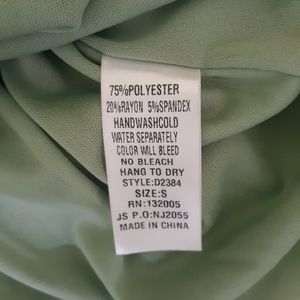 75%POLYESTER
20%RAYON 5%SPANDEX
HANDWASHCOLD
WATER SEPARATELY
COLOR WILL BLEED
NO BLEACH
HANG TO DRY
STYLE:D2384
SIZE:S
RN:132005
JS P.O:NJ2055
MADE IN CHINA